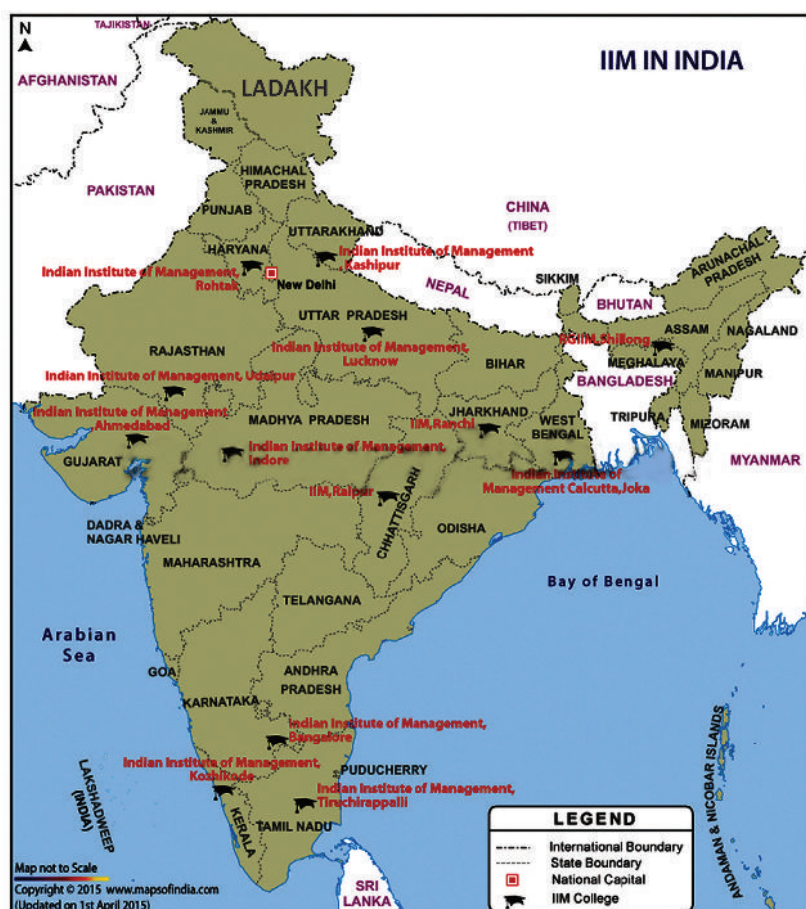 TAJIKISTAN
N
IIM IN INDIA
AFGHANISTAN
LADAKH
JAMMU
&
KASHMIR
HIMACHAL
PRADESH
PAKISTAN
PUNJAB
CHINA
(TIBET)
UTTARAKHAND
HARYANA
Indian Institute of Management
, Kashipur
Indian Institute of Management,
Rohtak
New Delhi
NEPAL
SIKKIM
BHUTAN
ARUNACHAL
PRADESH
UTTAR PRADESH
ASSAM
NAGALAND
RGIIM,Shillong
RAJASTHAN
Indian Institute of Management,
Lucknow
BIHAR
MEGHALAYA
MANIPUR
BANGLADESH
Indian Institute of Management, Udaipur
Indian Institute of Management
Ahmedabad
MADHYA PRADESH
JHARKHAND
IIM,Ranchi
WEST
BENGAL
TRIPURA
MIZORAM
Indian Institute of Management,
Indore
GUJARAT
MYANMAR
Indian Institute of
Management Calcutta,Joka
IIM,Raipur
CHHATTISGARH
DADRA &
NAGAR HAVELI
ODISHA
MAHARASHTRA
Bay of Bengal
TELANGANA
Arabian
Sea
GOA
ANDHRA
PRADESH
KARNATAKA
Indian Institute of Management,
Bangalore
Indian Institute of Management,
Kozhikode
PUDUCHERRY
Indian Institute of Management,
Tiruchirappalli
LAKSHADWEEP
(INDIA)
KERALA
TAMIL NADU
ANDAMAN & NICOBAR ISLANDS
LEGEND
International Boundary
State Boundary
National Capital
IIM College
SRI
LANKA
Map not to Scale
Copyright © 2015 www.mapsofindia.com
(Updated on 1st April 2015)